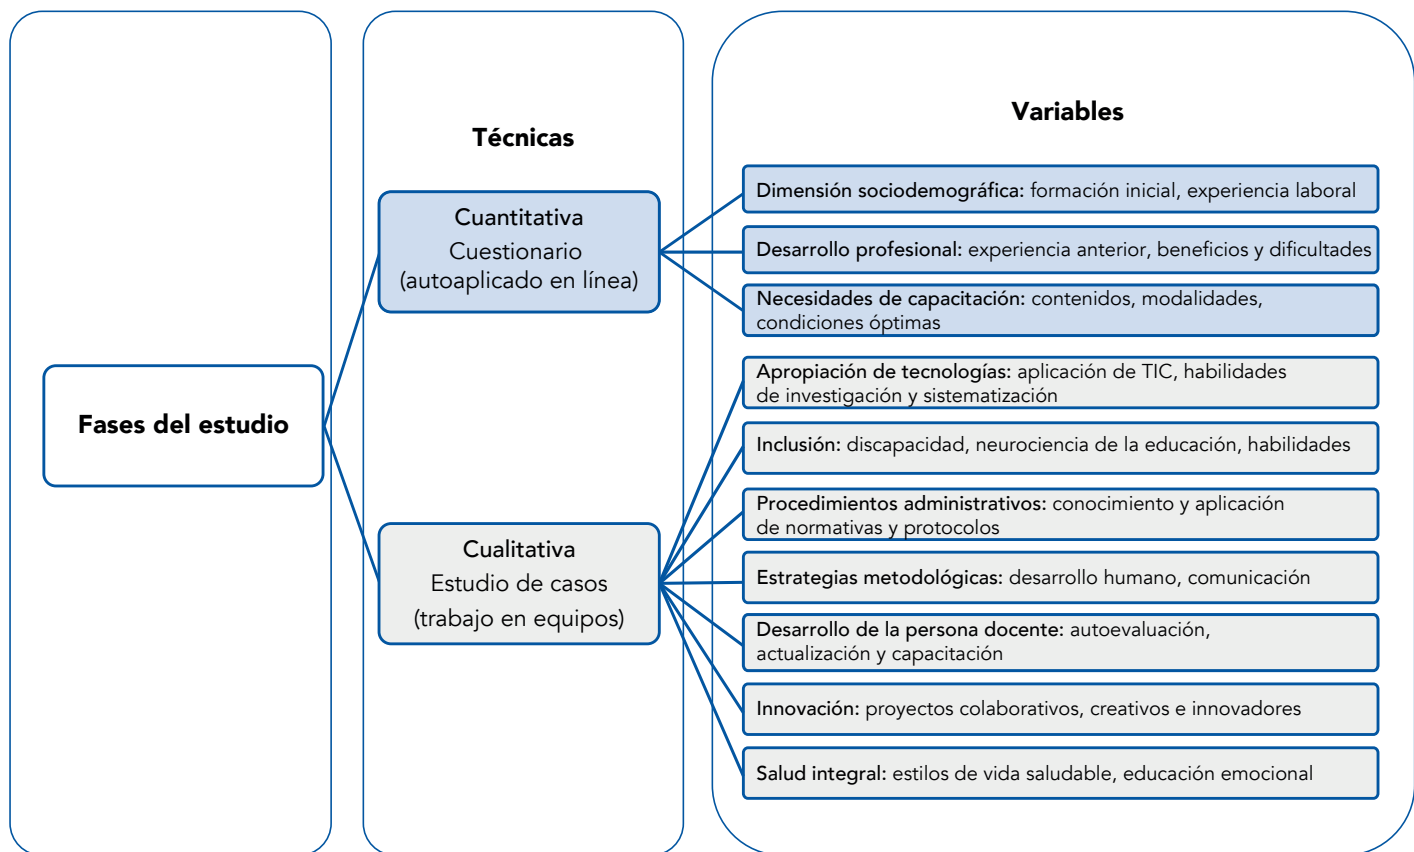 Fases del estudio
Técnicas
Cuantitativa
Cuestionario
(autoaplicado en línea)
Cualitativa
Estudio de casos
(trabajo en equipos)
Variables
Dimensión sociodemográfica: formación inicial, experiencia laboral
Desarrollo profesional: experiencia anterior, beneficios y dificultades
Necesidades de capacitación: contenidos, modalidades,
condiciones óptimas
Apropiación de tecnologías: aplicación de TIC, habilidades
de investigación y sistematización
Inclusión: discapacidad, neurociencia de la educación, habilidades
Procedimientos administrativos: conocimiento y aplicación
de normativas y protocolos
Estrategias metodológicas: desarrollo humano, comunicación
Desarrollo de la persona docente: autoevaluación,
actualización y capacitación
Innovación: proyectos colaborativos, creativos e innovadores
Salud integral: estilos de vida saludable, educación emocional